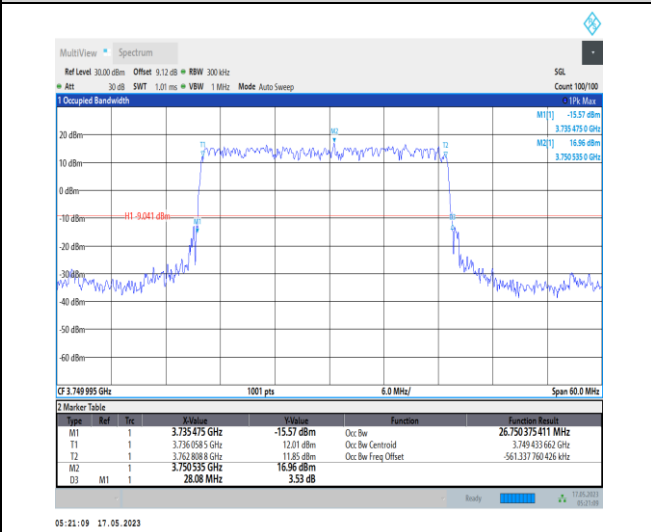 MultiView Spectrum
Ref Level 30.00 dBm Offset 9.12 dB RBW 300 kHz SGL
Att 30 dB SWT 1.01 ms VBW 1 MHz Mode Auto Sweep Count 100/100
1 Occupied Bandwidth 1Pk Max
M1[1] -15.57 dBm
3.735 475 0 GHz
M2[1] 16.96 dBm
3.750 535 0 GHz
M2
T1 T2
20 dBm
10 dBm
0 dBm
-10 dBm
H1 -9.041 dBm
M1 D3
-20 dBm
-30 dBm
-40 dBm
-50 dBm
-60 dBm
CF 3.749 995 GHz 1001 pts 6.0 MHz/ Span 60.0 MHz
2 Marker Table
Type Ref Trc X-Value Y-Value Function Function Result
M1 1 3.735 475 GHz -15.57 dBm Occ Bw 26.750 375 411 MHz
T1 1 3.736 058 5 GHz 12.01 dBm Occ Bw Centroid 3.749 433 662 GHz
T2 1 3.762 808 8 GHz 11.85 dBm Occ Bw Freq Offset -561.337 760 426 kHz
M2 1 3.750 535 GHz 16.96 dBm
D3 M1 1 28.08 MHz 3.53 dB
Ready 17.05.2023
05:21:09
05:21:09 17.05.2023